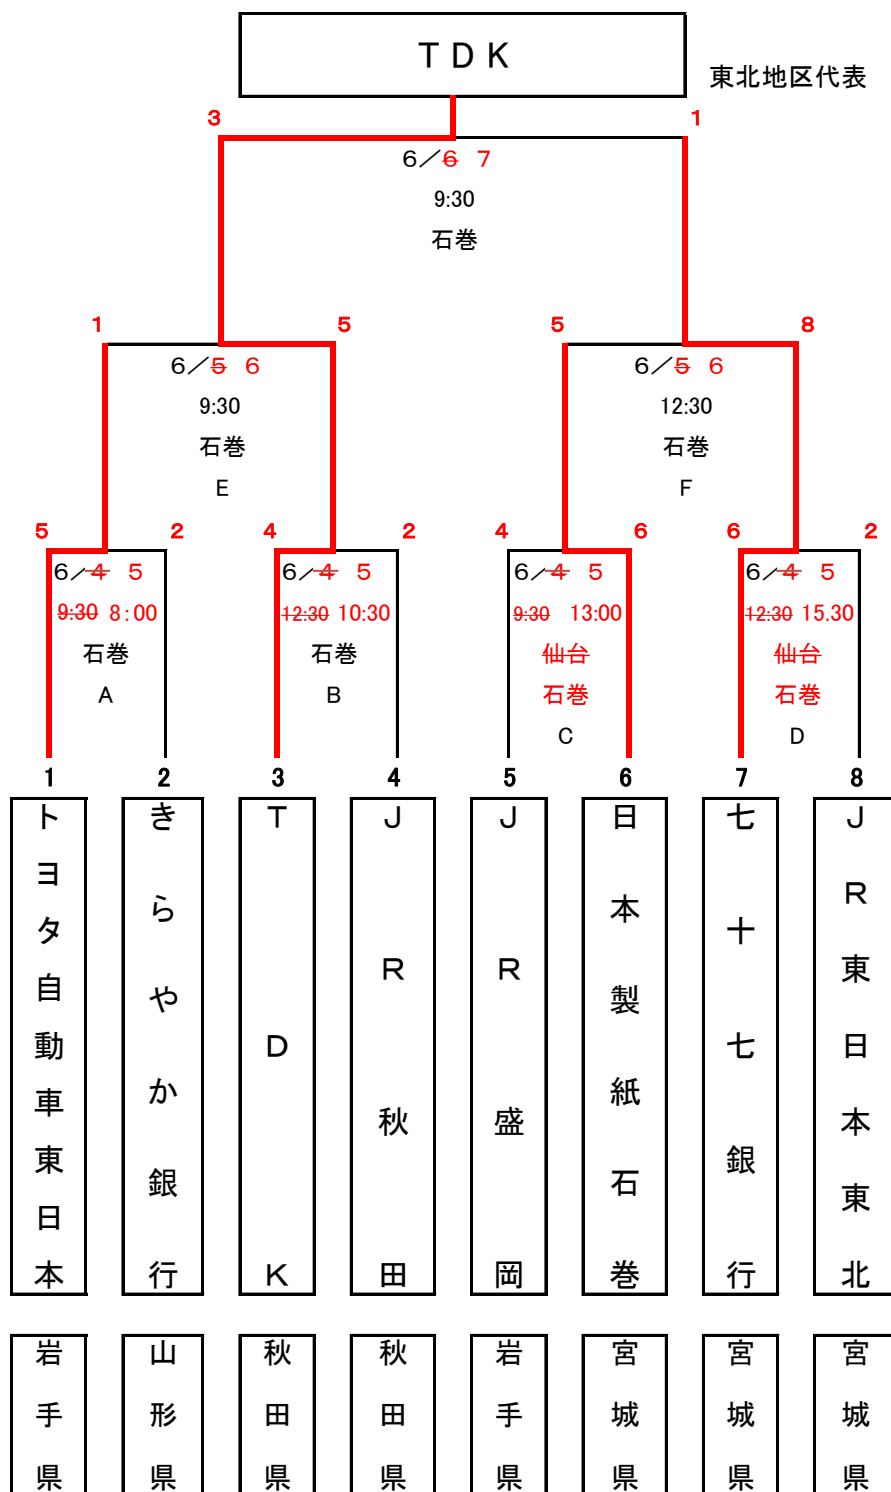 ＴＤＫ
東北地区代表
3 1
６／６ ７
9:30
石巻
1 5 5 8
６／５ ６ ６／５ ６
9:30 12:30
石巻 石巻
Ｅ Ｆ
5 2 4 2 4 6 6 2
６／４ ５ ６／４ ５ ６／４ ５ ６／４ ５
9:30 8:00 12:30 10:30 9:30 13:00 12:30 15.30
石巻 石巻 仙台 仙台
Ａ Ｂ 石巻 石巻
Ｃ Ｄ
1 2 3 4 5 6 7 8
トヨタ自動車東日本
きらやか銀行
ＴＤＫ
ＪＲ秋田
ＪＲ盛岡
日本製紙石巻
七十七銀行
ＪＲ東日本東北
岩手県
山形県
秋田県
秋田県
岩手県
宮城県
宮城県
宮城県